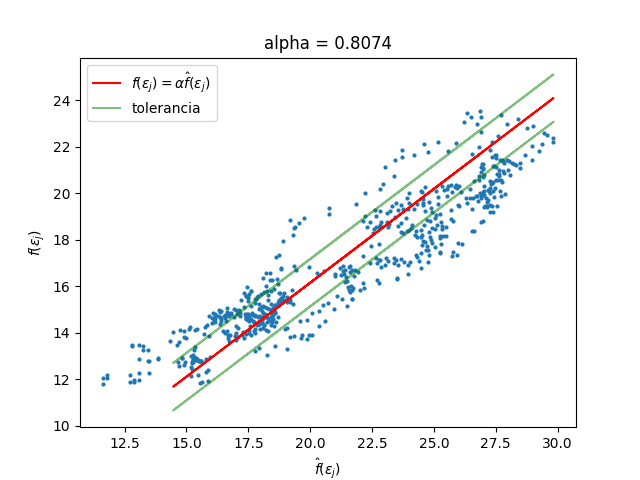 alpha = 0.8074
f(ε_j) = αf̂(ε_j)
tolerancia
24
22
20
18
16
14
12
10
f(ε_j)
12.5 15.0 17.5 20.0 22.5 25.0 27.5 30.0
f̂(ε_j)